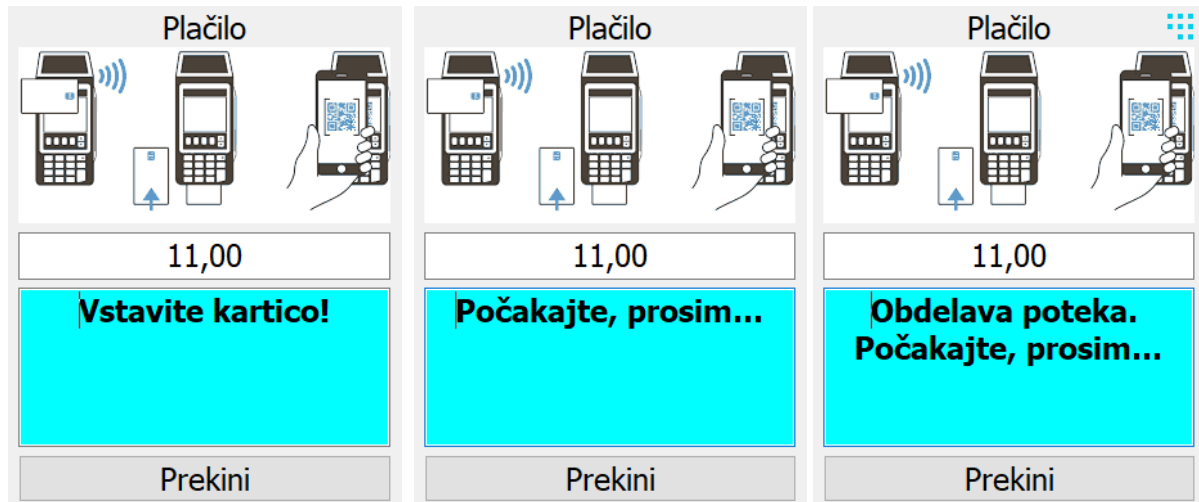 Plačilo
11,00
Vstavite kartico!
Prekini
Plačilo
11,00
Počakajte, prosim...
Prekini
Plačilo
11,00
Obdelava poteka.
Počakajte, prosim...
Prekini